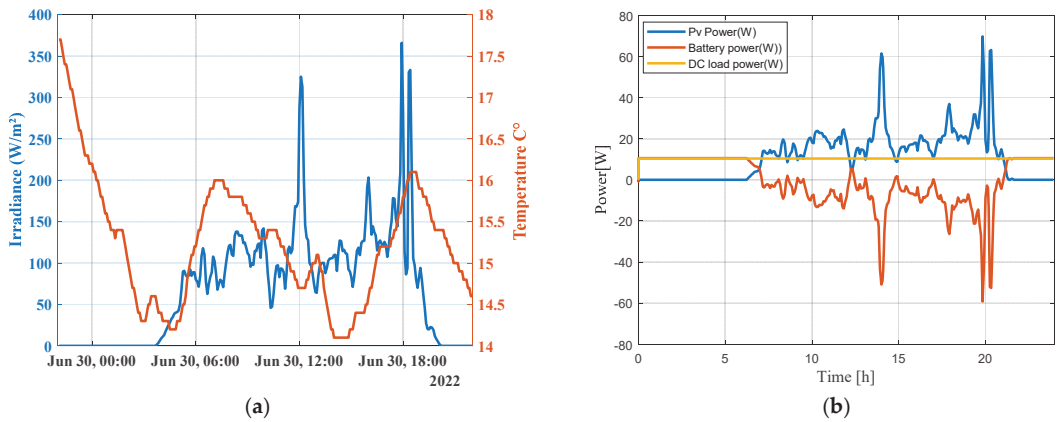 400
350
300
250
200
150
100
50
0
Irradiance (W/m²)
18
17.5
17
16.5
16
15.5
15
14.5
14
Temperature C°
Jun 30, 00:00
Jun 30, 06:00
Jun 30, 12:00
Jun 30, 18:00
2022
(a)
80
60
40
20
0
-20
-40
-60
-80
Power[W]
Pv Power(W)
Battery power(W))
DC load power(W)
0
5
10
15
20
Time [h]
(b)